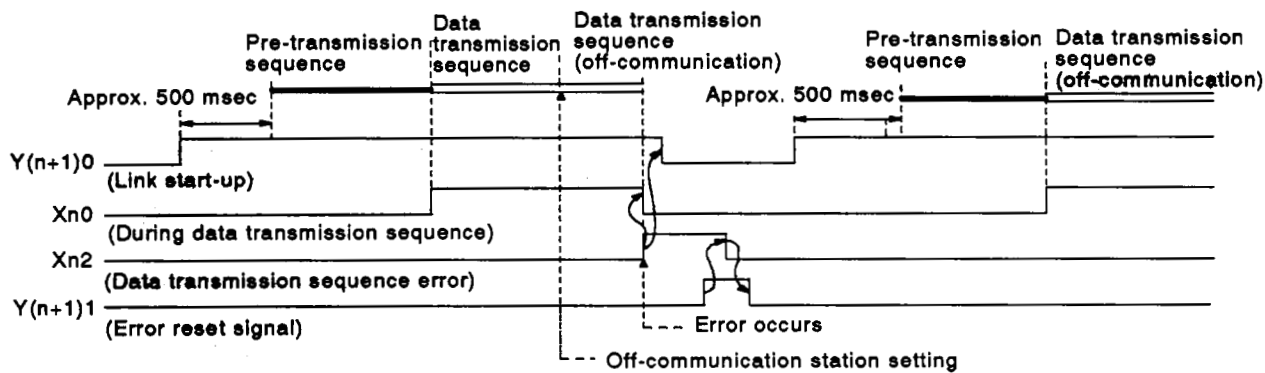 Pre-transmission
sequence
Data
transmission
sequence
Data transmission
sequence
(off-communication)
Pre-transmission
sequence
Data transmission
sequence
(off-communication)
Approx. 500 msec
Approx. 500 msec
Y(n+1)0
(Link start-up)
Xn0
(During data transmission sequence)
Xn2
(Data transmission sequence error)
Y(n+1)1
(Error reset signal)
Error occurs
Off-communication station setting